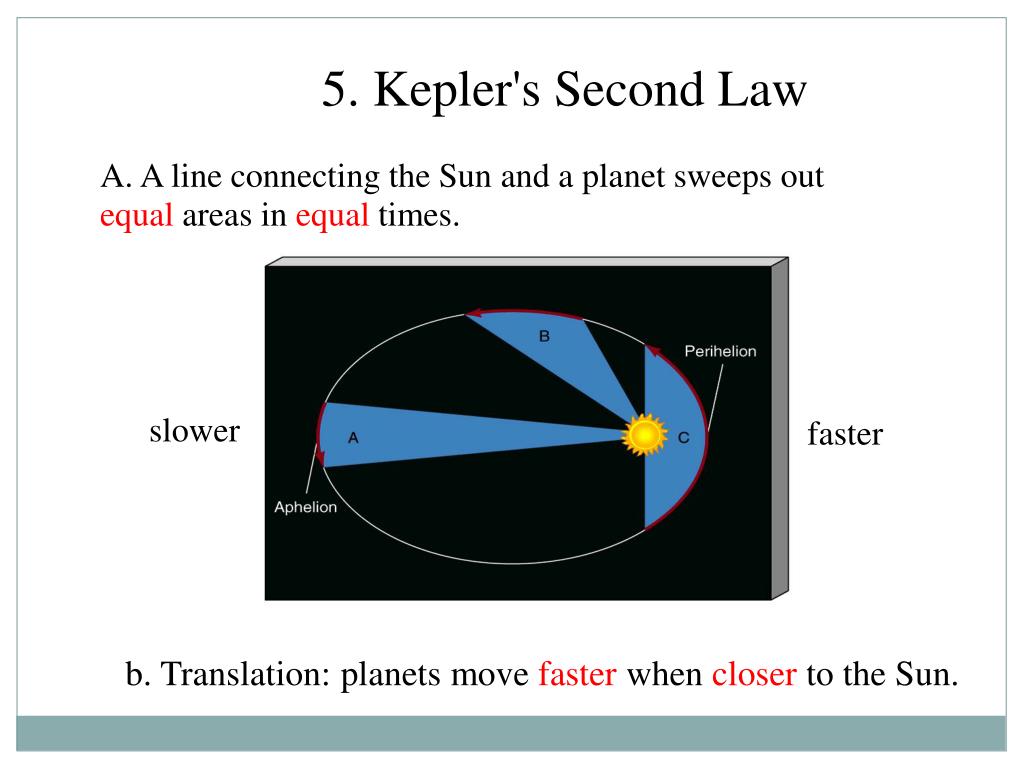 5. Kepler's Second Law
A. A line connecting the Sun and a planet sweeps out
equal areas in equal times.
B
Perihelion
slower
A
C
faster
Aphelion
b. Translation: planets move faster when closer to the Sun.